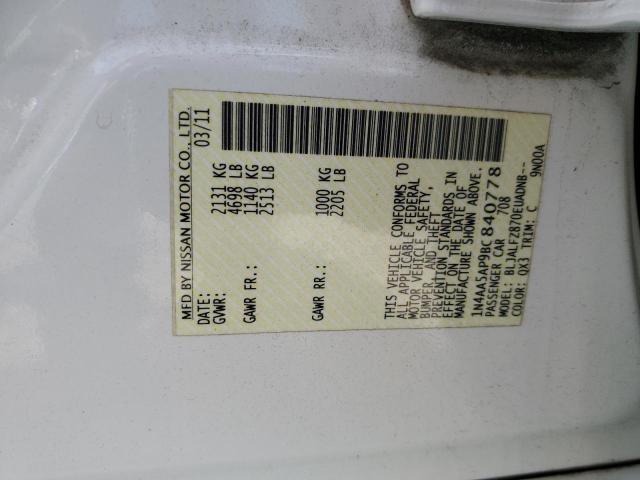 MFD BY NISSAN MOTOR CO., LTD.
DATE: 03/11
GVWR: 2131 KG
4698 LB
GAWR FR.: 1140 KG
2513 LB
GAWR RR.: 1000 KG
2205 LB
THIS VEHICLE CONFORMS TO
ALL APPLICABLE FEDERAL
MOTOR VEHICLE SAFETY,
BUMPER, AND THEFT
PREVENTION STANDARDS IN
EFFECT ON THE DATE OF
MANUFACTURE SHOWN ABOVE.
1N4AA5AP9BC840778
PASSENGER CAR 708
MODEL: BLJALFZ870EUADNB--
COLOR: QX3 TRIM: C 9N00A